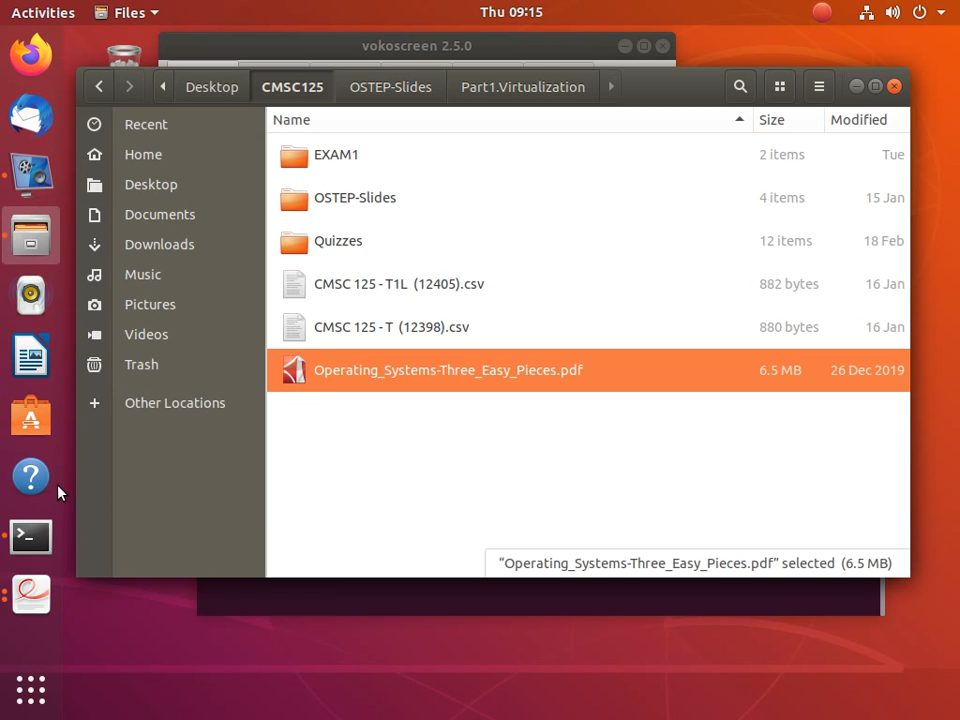 Activities Files Thu 09:15
vokoscreen 2.5.0
Desktop CMSC125 OSTEP-Slides Part1.Virtualization
Name Size Modified
Recent
Home
Desktop
Documents
Downloads
Music
Pictures
Videos
Trash
+ Other Locations
EXAM1 2 items Tue
OSTEP-Slides 4 items 15 Jan
Quizzes 12 items 18 Feb
CMSC 125 - T1L (12405).csv 882 bytes 16 Jan
CMSC 125 - T (12398).csv 880 bytes 16 Jan
Operating_Systems-Three_Easy_Pieces.pdf 6.5 MB 26 Dec 2019
“Operating_Systems-Three_Easy_Pieces.pdf” selected (6.5 MB)